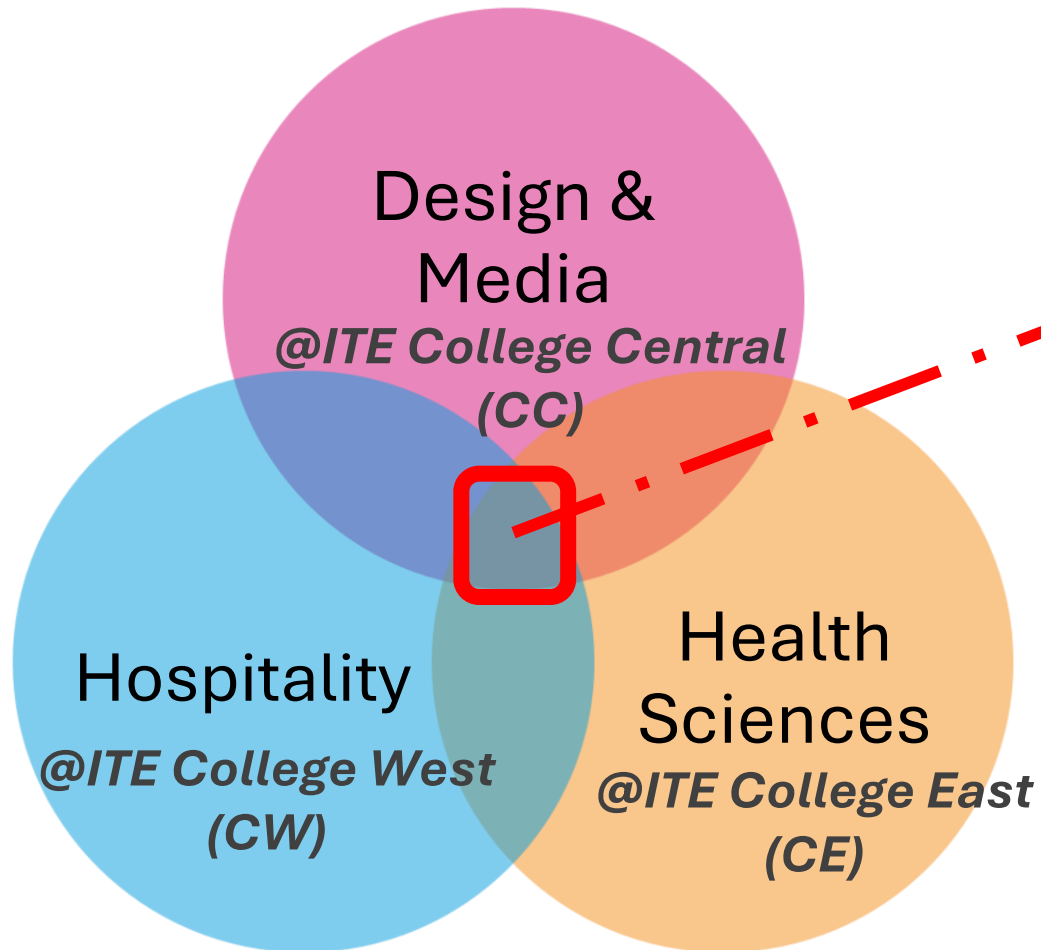 Design &
Media
@ITE College Central
(CC)
Hospitality
@ITE College West
(CW)
Health
Sciences
@ITE College East
(CE)